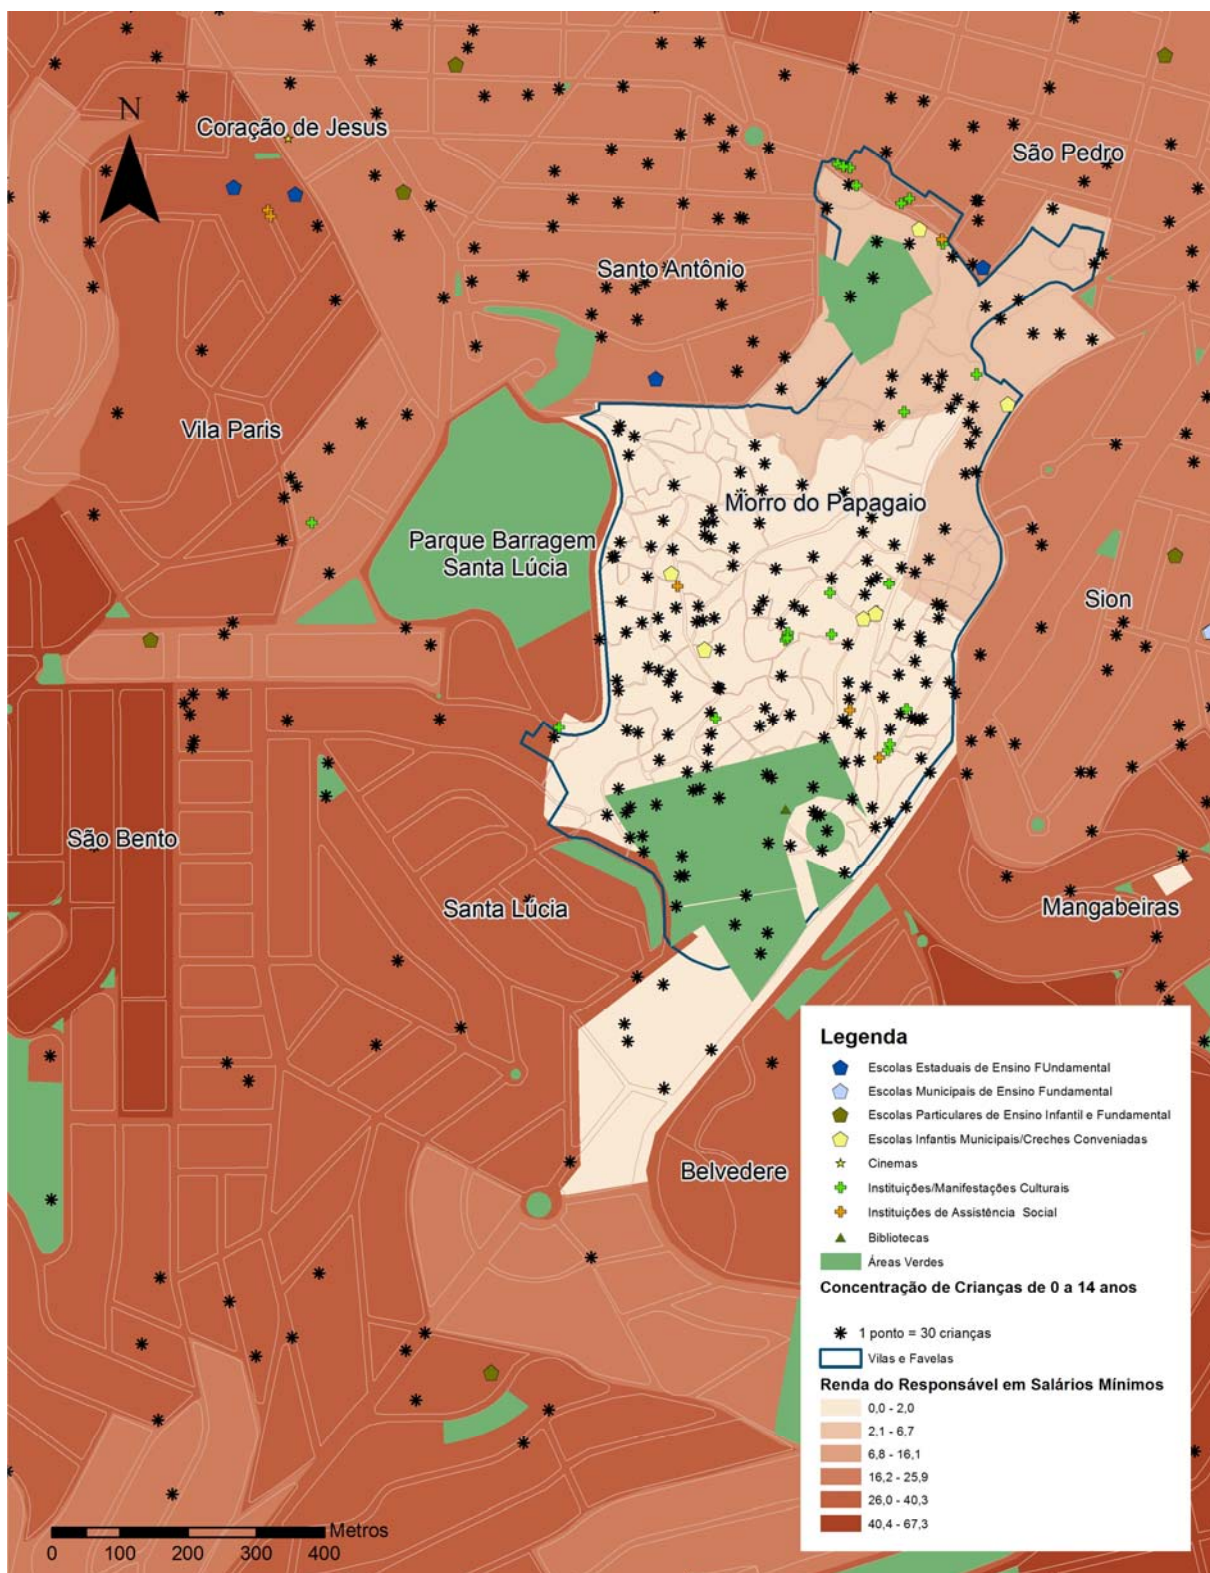 N
Coração de Jesus
São Pedro
Santo Antônio
Vila Paris
Morro do Papagaio
Parque Barragem
Santa Lúcia
Sion
São Bento
Santa Lúcia
Mangabeiras
Belvedere
Legenda
Escolas Estaduais de Ensino FUndamental
Escolas Municipais de Ensino Fundamental
Escolas Particulares de Ensino Infantil e Fundamental
Escolas Infantis Municipais/Creches Conveniadas
Cinemas
Instituições/Manifestações Culturais
Instituições de Assistência Social
Bibliotecas
Áreas Verdes
Concentração de Crianças de 0 a 14 anos
1 ponto = 30 crianças
Vilas e Favelas
Renda do Responsável em Salários Mínimos
0,0 - 2,0
2.1 - 6.7
6,8 - 16,1
16,2 - 25,9
26,0 - 40,3
40,4 - 67,3
Metros
0 100 200 300 400